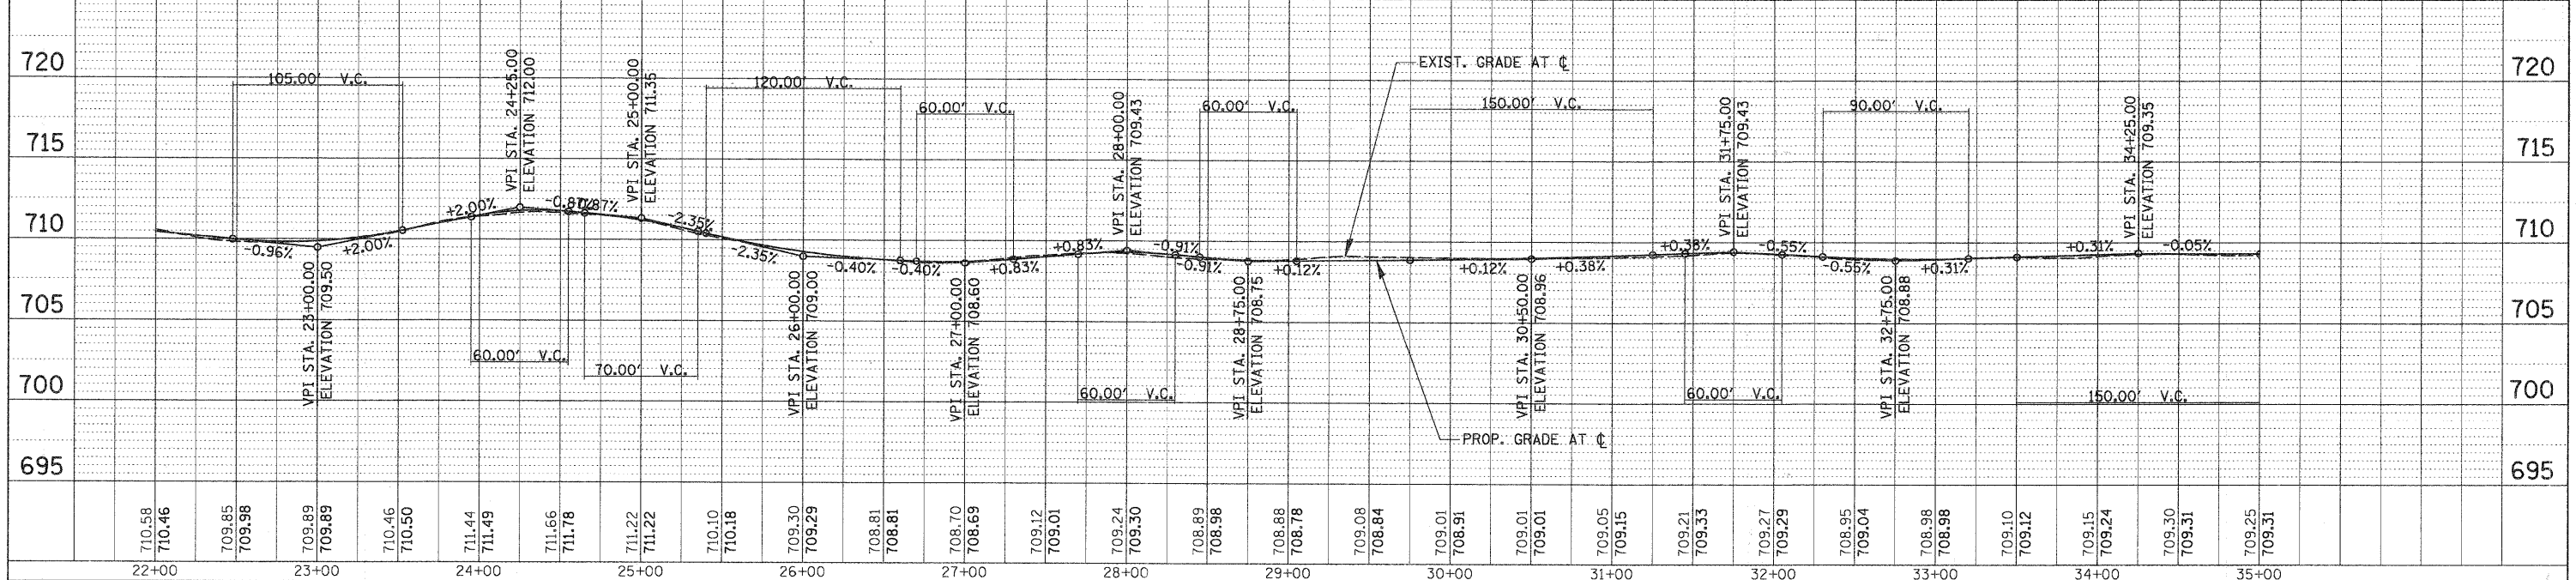 720
720
715
715
710
710
705
705
700
700
695
695
105.00' V.C.
VPI STA. 24+25.00
ELEVATION 712.00
VPI STA. 25+00.00
ELEVATION 711.35
120.00' V.C.
60.00' V.C.
VPI STA. 28+00.00
ELEVATION 709.43
60.00' V.C.
EXIST. GRADE AT ℄
150.00' V.C.
VPI STA. 31+75.00
ELEVATION 709.43
90.00' V.C.
VPI STA. 34+25.00
ELEVATION 709.35
-0.96%
+2.00%
+2.00%
-0.87%
-0.87%
-2.35%
-2.35%
-0.40%
-0.40%
+0.83%
+0.83%
-0.91%
-0.91%
+0.12%
+0.12%
+0.38%
+0.38%
-0.55%
-0.55%
+0.31%
+0.31%
-0.05%
VPI STA. 23+00.00
ELEVATION 709.50
60.00' V.C.
70.00' V.C.
VPI STA. 26+00.00
ELEVATION 709.00
VPI STA. 27+00.00
ELEVATION 708.60
60.00' V.C.
VPI STA. 28+75.00
ELEVATION 708.75
PROP. GRADE AT ℄
VPI STA. 30+50.00
ELEVATION 708.96
60.00' V.C.
VPI STA. 32+75.00
ELEVATION 708.88
150.00' V.C.
710.58
710.46
709.85
709.98
709.89
709.89
710.46
710.50
711.44
711.49
711.66
711.78
711.22
711.22
710.10
710.18
709.30
709.29
708.81
708.81
708.70
708.69
709.12
709.01
709.24
709.30
708.89
708.98
708.88
708.78
709.08
708.84
709.01
708.91
709.01
709.01
709.05
709.15
709.21
709.33
709.27
709.29
708.95
709.04
708.98
708.98
709.10
709.12
709.15
709.24
709.30
709.31
709.25
709.31
22+00
23+00
24+00
25+00
26+00
27+00
28+00
29+00
30+00
31+00
32+00
33+00
34+00
35+00